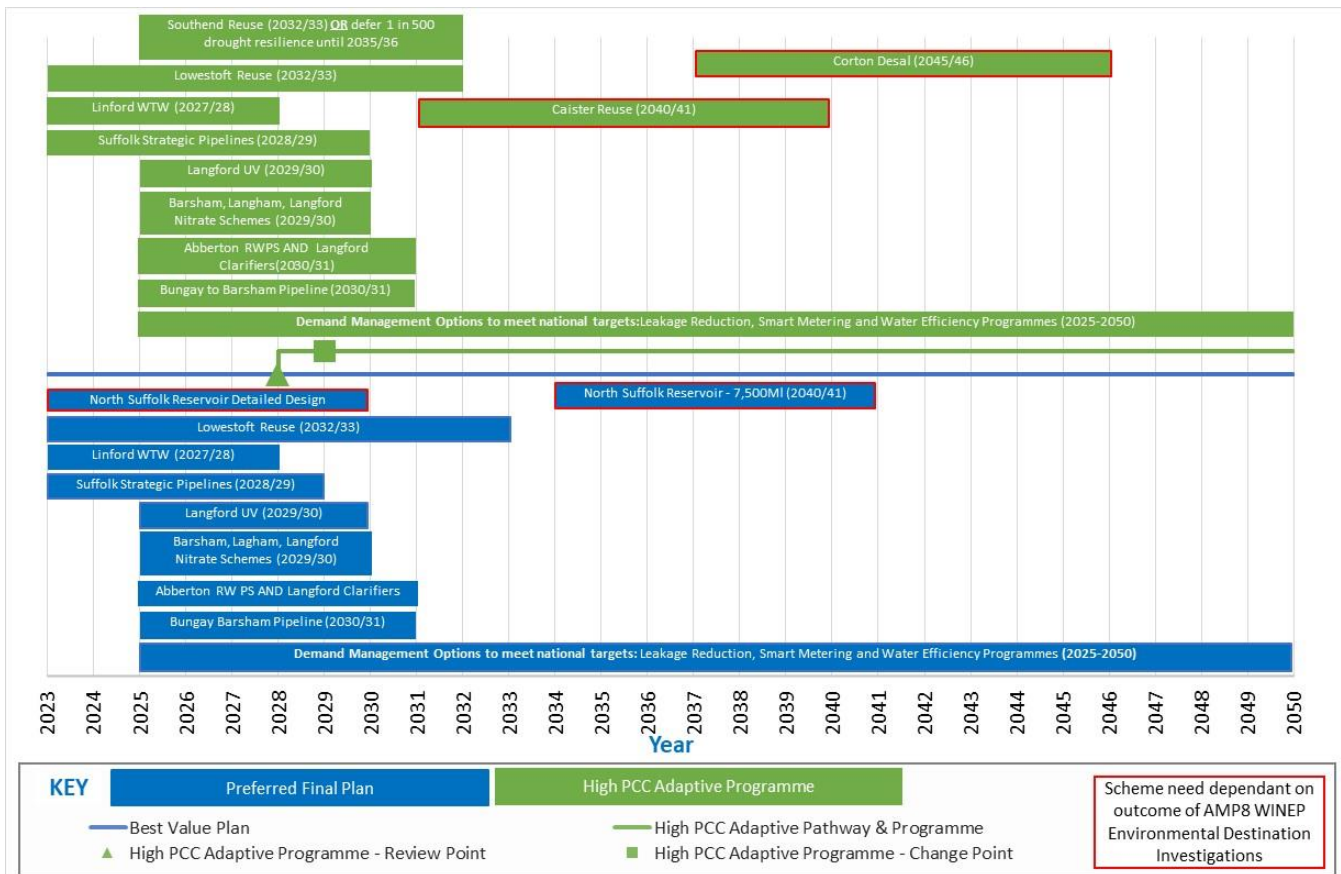 Southend Reuse (2032/33) OR defer 1 in 500
drought resilience until 2035/36
Corton Desal (2045/46)
Lowestoft Reuse (2032/33)
Linford WTW (2027/28)
Caister Reuse (2040/41)
Suffolk Strategic Pipelines (2028/29)
Langford UV (2029/30)
Barsham, Langham, Langford
Nitrate Schemes (2029/30)
Abberton RWPS AND Langford
Clarifiers(2030/31)
Bungay to Barsham Pipeline (2030/31)
Demand Management Options to meet national targets:Leakage Reduction, Smart Metering and Water Efficiency Programmes (2025-2050)
North Suffolk Reservoir Detailed Design
North Suffolk Reservoir - 7,500Ml (2040/41)
Lowestoft Reuse (2032/33)
Linford WTW (2027/28)
Suffolk Strategic Pipelines (2028/29)
Langford UV (2029/30)
Barsham, Lagham, Langford
Nitrate Schemes (2029/30)
Abberton RW PS AND Langford Clarifiers
Bungay Barsham Pipeline (2030/31)
Demand Management Options to meet national targets: Leakage Reduction, Smart Metering and Water Efficiency Programmes (2025-2050)
2023
2024
2025
2026
2027
2028
2029
2030
2031
2032
2033
2034
2035
2036
2037
2038
2039
2040
2041
2042
2043
2044
2045
2046
2047
2048
2049
2050
Year
KEY
Preferred Final Plan
High PCC Adaptive Programme
Best Value Plan
High PCC Adaptive Pathway & Programme
High PCC Adaptive Programme - Review Point
High PCC Adaptive Programme - Change Point
Scheme need dependant on
outcome of AMP8 WINEP
Environmental Destination
Investigations